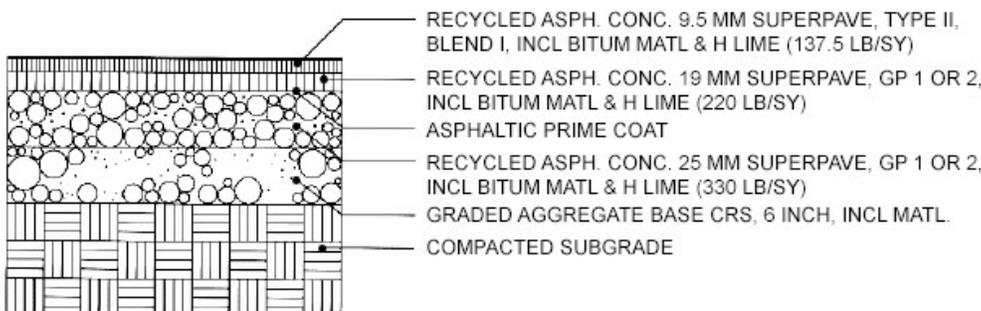 RECYCLED ASPH. CONC. 9.5 MM SUPERPAVE, TYPE II,
BLEND I, INCL BITUM MATL & H LIME (137.5 LB/SY)
RECYCLED ASPH. CONC. 19 MM SUPERPAVE, GP 1 OR 2,
INCL BITUM MATL & H LIME (220 LB/SY)
ASPHALTIC PRIME COAT
RECYCLED ASPH. CONC. 25 MM SUPERPAVE, GP 1 OR 2,
INCL BITUM MATL & H LIME (330 LB/SY)
GRADED AGGREGATE BASE CRS, 6 INCH, INCL MATL.
COMPACTED SUBGRADE